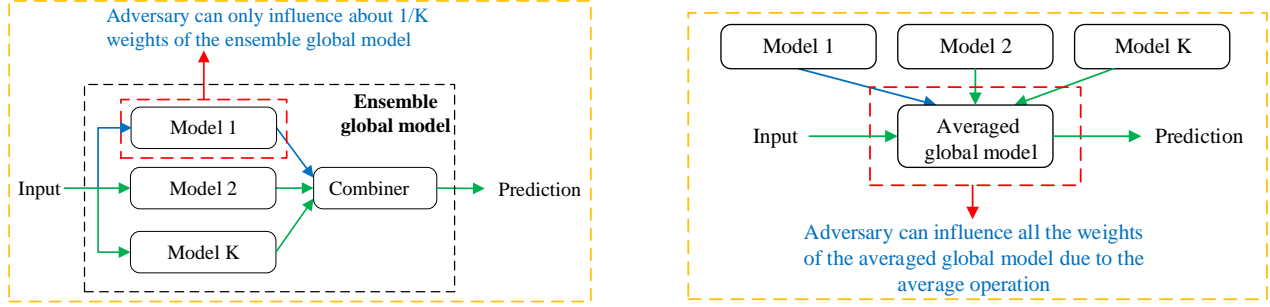 Adversary can only influence about 1/K
weights of the ensemble global model
Ensemble
global model
Model 1
Input
Model 2
Combiner
Prediction
Model K
Model 1
Model 2
Model K
Input
Averaged
global model
Prediction
Adversary can influence all the weights
of the averaged global model due to the
average operation